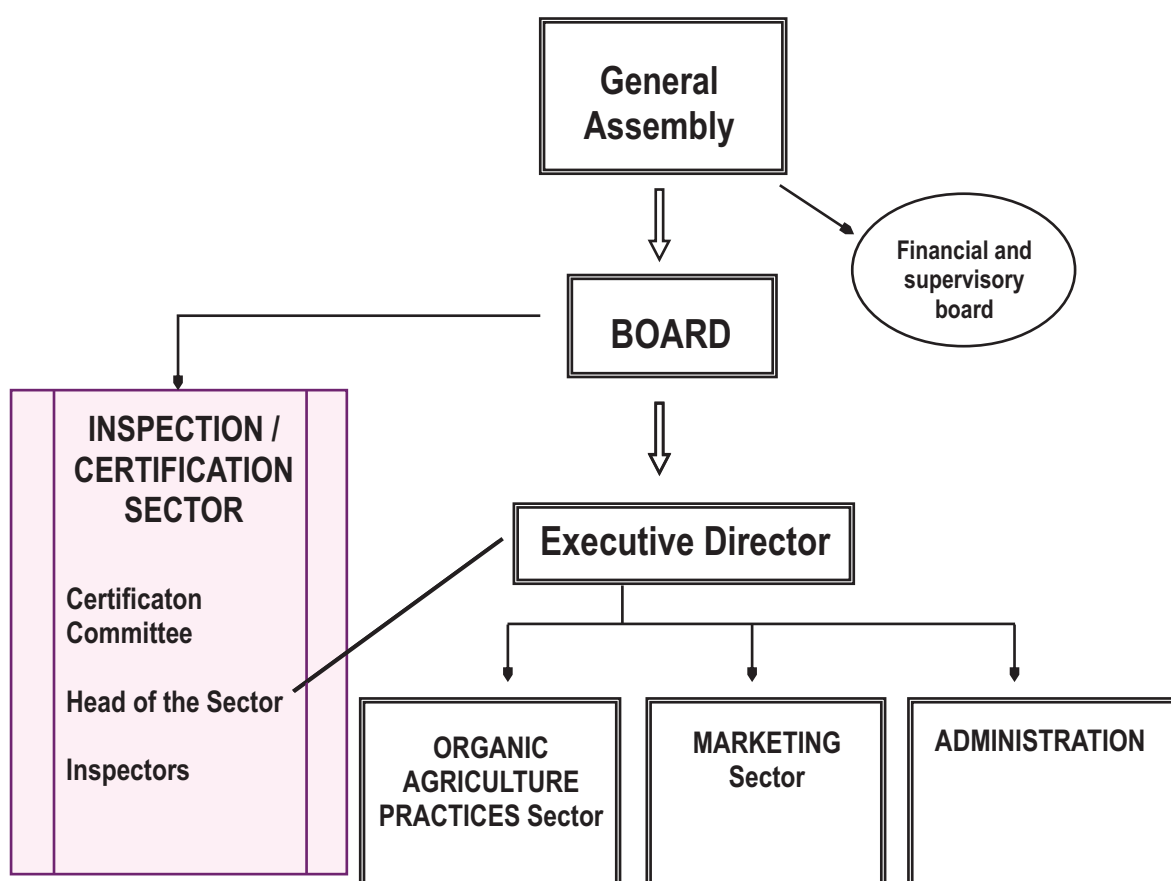 General
Assembly
Financial and
supervisory
board
BOARD
INSPECTION /
CERTIFICATION
SECTOR
Certificaton
Committee
Head of the Sector
Inspectors
Executive Director
ORGANIC
AGRICULTURE
PRACTICES Sector
MARKETING
Sector
ADMINISTRATION